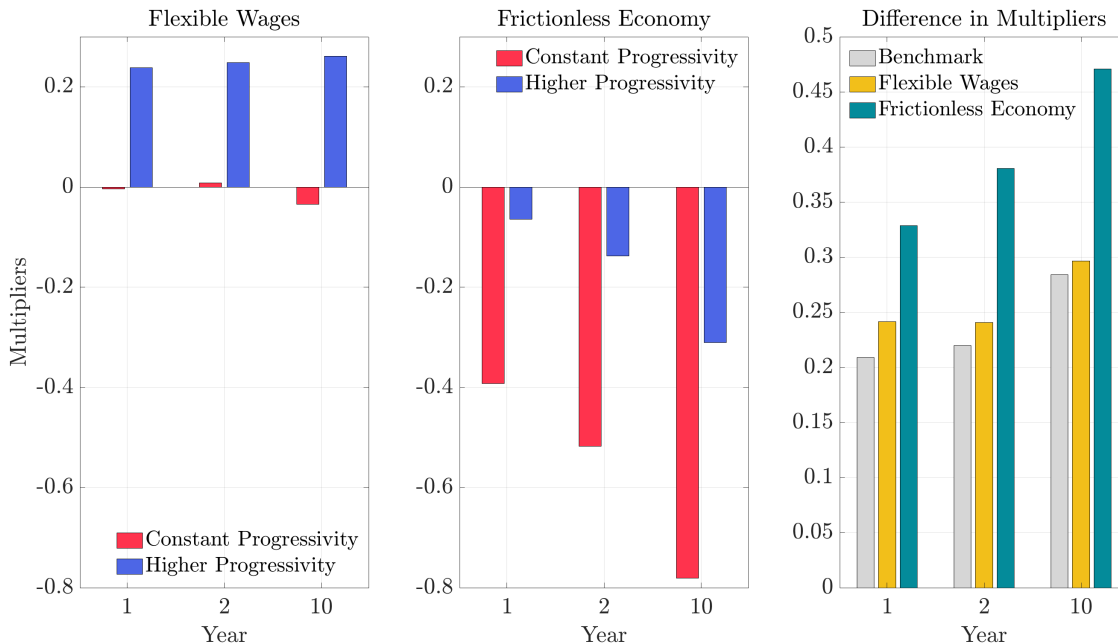 Flexible Wages
0.2
0
-0.2
-0.4
-0.6
-0.8
Multipliers
Constant Progressivity
Higher Progressivity
1 2 10
Year
Frictionless Economy
Constant Progressivity
Higher Progressivity
0.2
0
-0.2
-0.4
-0.6
-0.8
1 2 10
Year
Difference in Multipliers
0.5
0.45
0.4
0.35
0.3
0.25
0.2
0.15
0.1
0.05
0
Benchmark
Flexible Wages
Frictionless Economy
1 2 10
Year